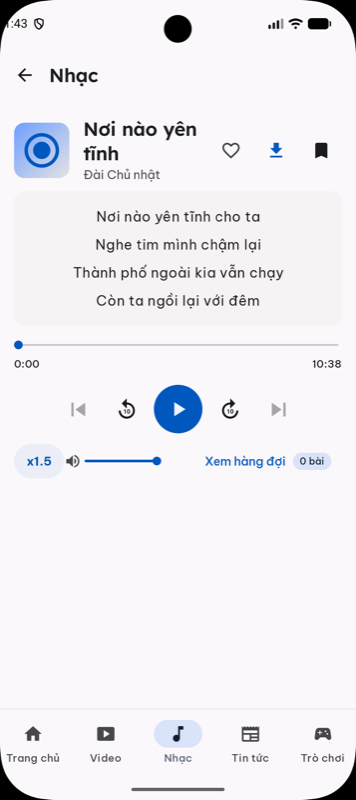 :43
Nhạc
Nơi nào yên
tĩnh
Đài Chủ nhật
Nơi nào yên tĩnh cho ta
Nghe tim mình chậm lại
Thành phố ngoài kia vẫn chạy
Còn ta ngồi lại với đêm
0:00
10:38
10
10
x1.5
Xem hàng đợi
0 bài
Trang chủ
Video
Nhạc
Tin tức
Trò chơi